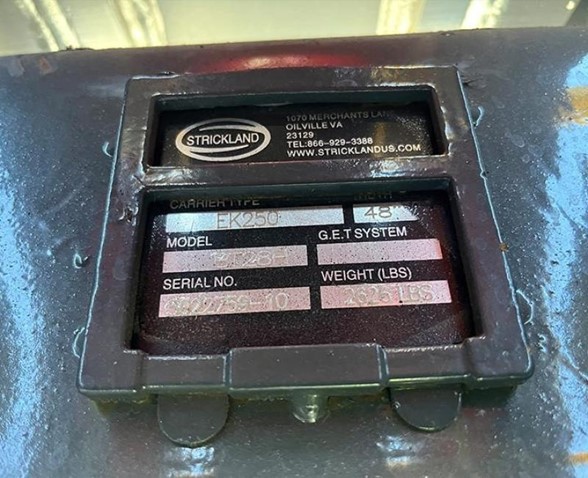 STRICKLAND
1070 MERCHANTS LANE
OILVILLE VA
23129
TEL:866-929-3388
WWW.STRICKLANDUS.COM
CARRIER TYPE
EK250
48"
MODEL
G.E.T SYSTEM
SERIAL NO.
WEIGHT (LBS)
LBS